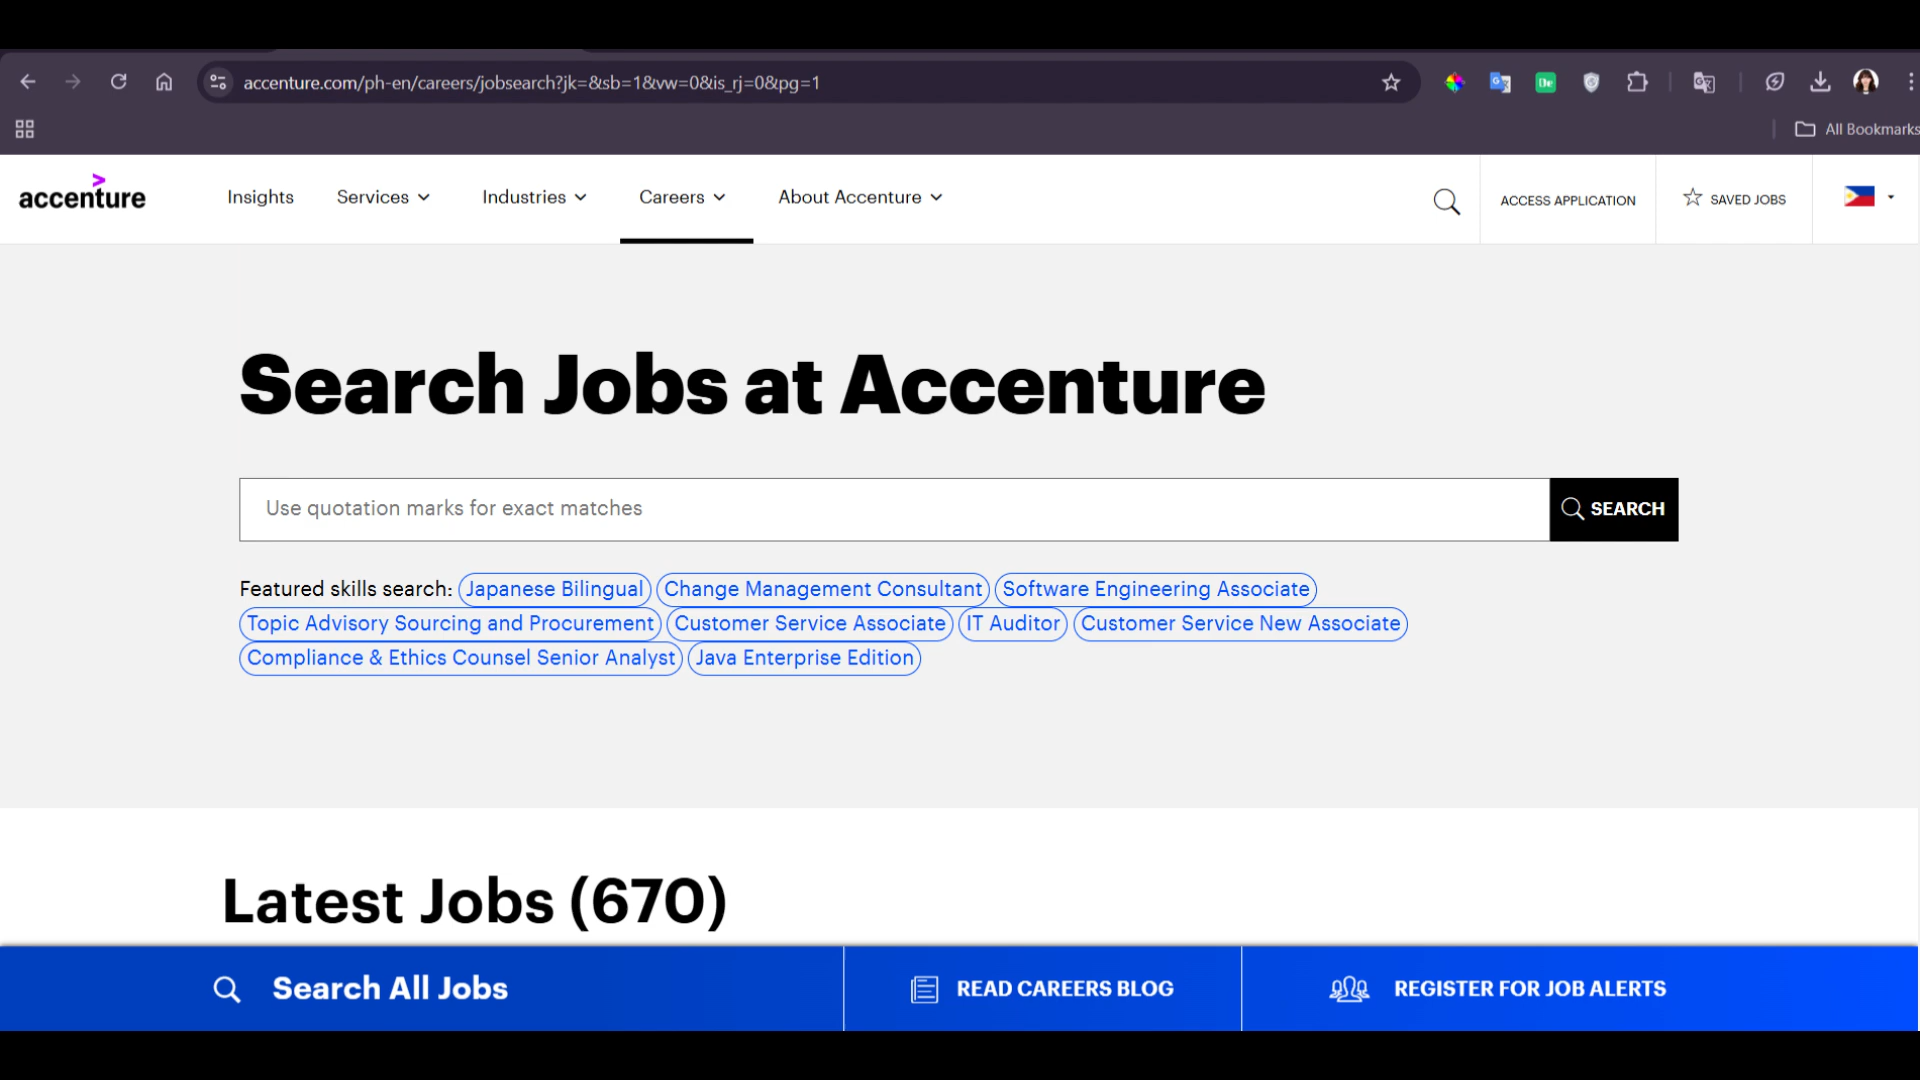 accenture.com/ph-en/careers/jobsearch?jk=&sb=1&vw=0&is_rj=0&pg=1
De
All Bookmarks
accenture
Insights Services Industries Careers About Accenture ACCESS APPLICATION SAVED JOBS
Search Jobs at Accenture
Use quotation marks for exact matches SEARCH
Featured skills search: Japanese Bilingual Change Management Consultant Software Engineering Associate
Topic Advisory Sourcing and Procurement Customer Service Associate IT Auditor Customer Service New Associate
Compliance & Ethics Counsel Senior Analyst Java Enterprise Edition
Latest Jobs (670)
Search All Jobs READ CAREERS BLOG REGISTER FOR JOB ALERTS